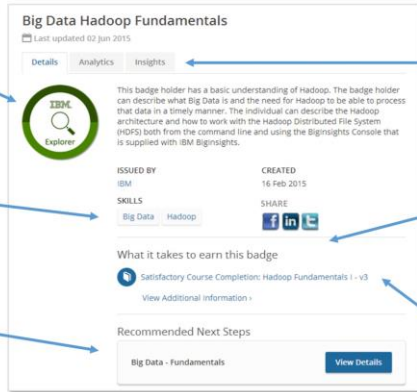 Big Data Hadoop Fundamentals
Last updated 02 Jun 2015
Details Analytics Insights
IBM
Explorer
This badge holder has a basic understanding of Hadoop. The badge holder
can describe what Big Data is and the need for Hadoop to be able to process
that data in a timely manner. The individual can describe the Hadoop
architecture and how to work with the Hadoop Distributed File System
(HDFS) both from the command line and using the BigInsights Console that
is supplied with IBM BigInsights.
ISSUED BY CREATED
IBM 16 Feb 2015
SKILLS SHARE
Big Data Hadoop f in t
What it takes to earn this badge
Satisfactory Course Completion: Hadoop Fundamentals I - v3
View Additional Information ›
Recommended Next Steps
Big Data - Fundamentals View Details